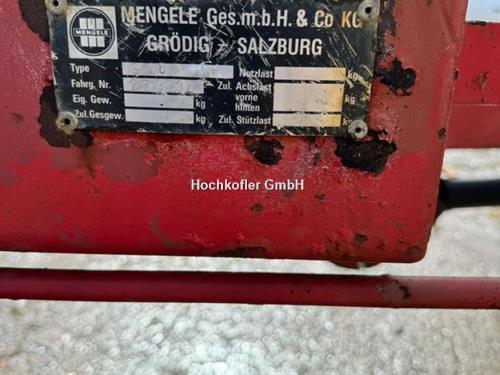 MENGELE Ges.m.b.H. & Co KG
GRÖDIG - SALZBURG
Type Nutzlast kg
Fahrg. Nr. Zul. Achslast
Eig. Gew. kg vorne kg
hinten
Zul. Gesgew. kg Zul. Stützlast kg
Hochkofler GmbH